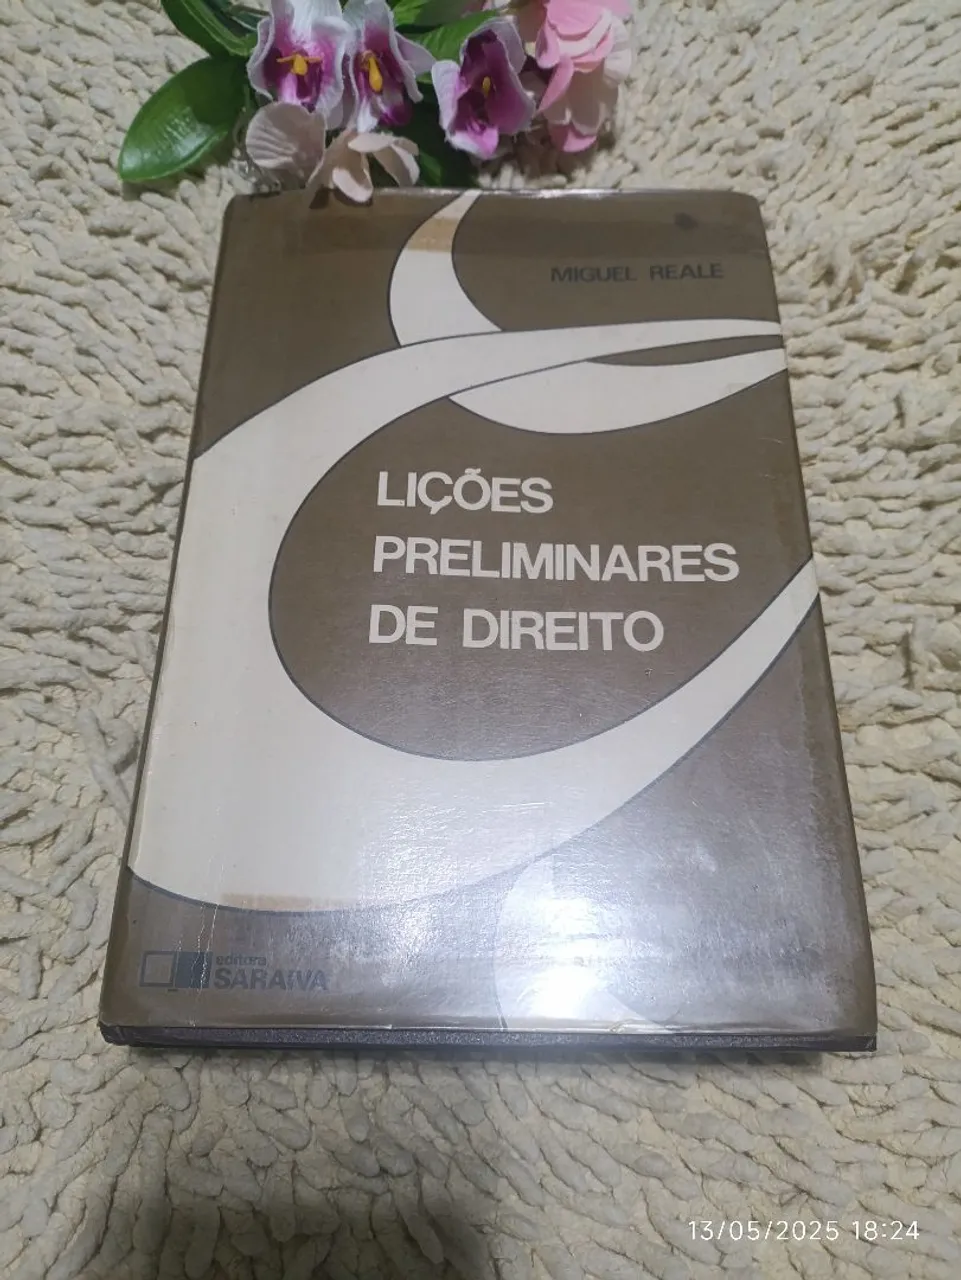 MIGUEL REALE
LIÇÕES
PRELIMINARES
DE DIREITO
editora
SARAIVA
13/05/2025 18:24